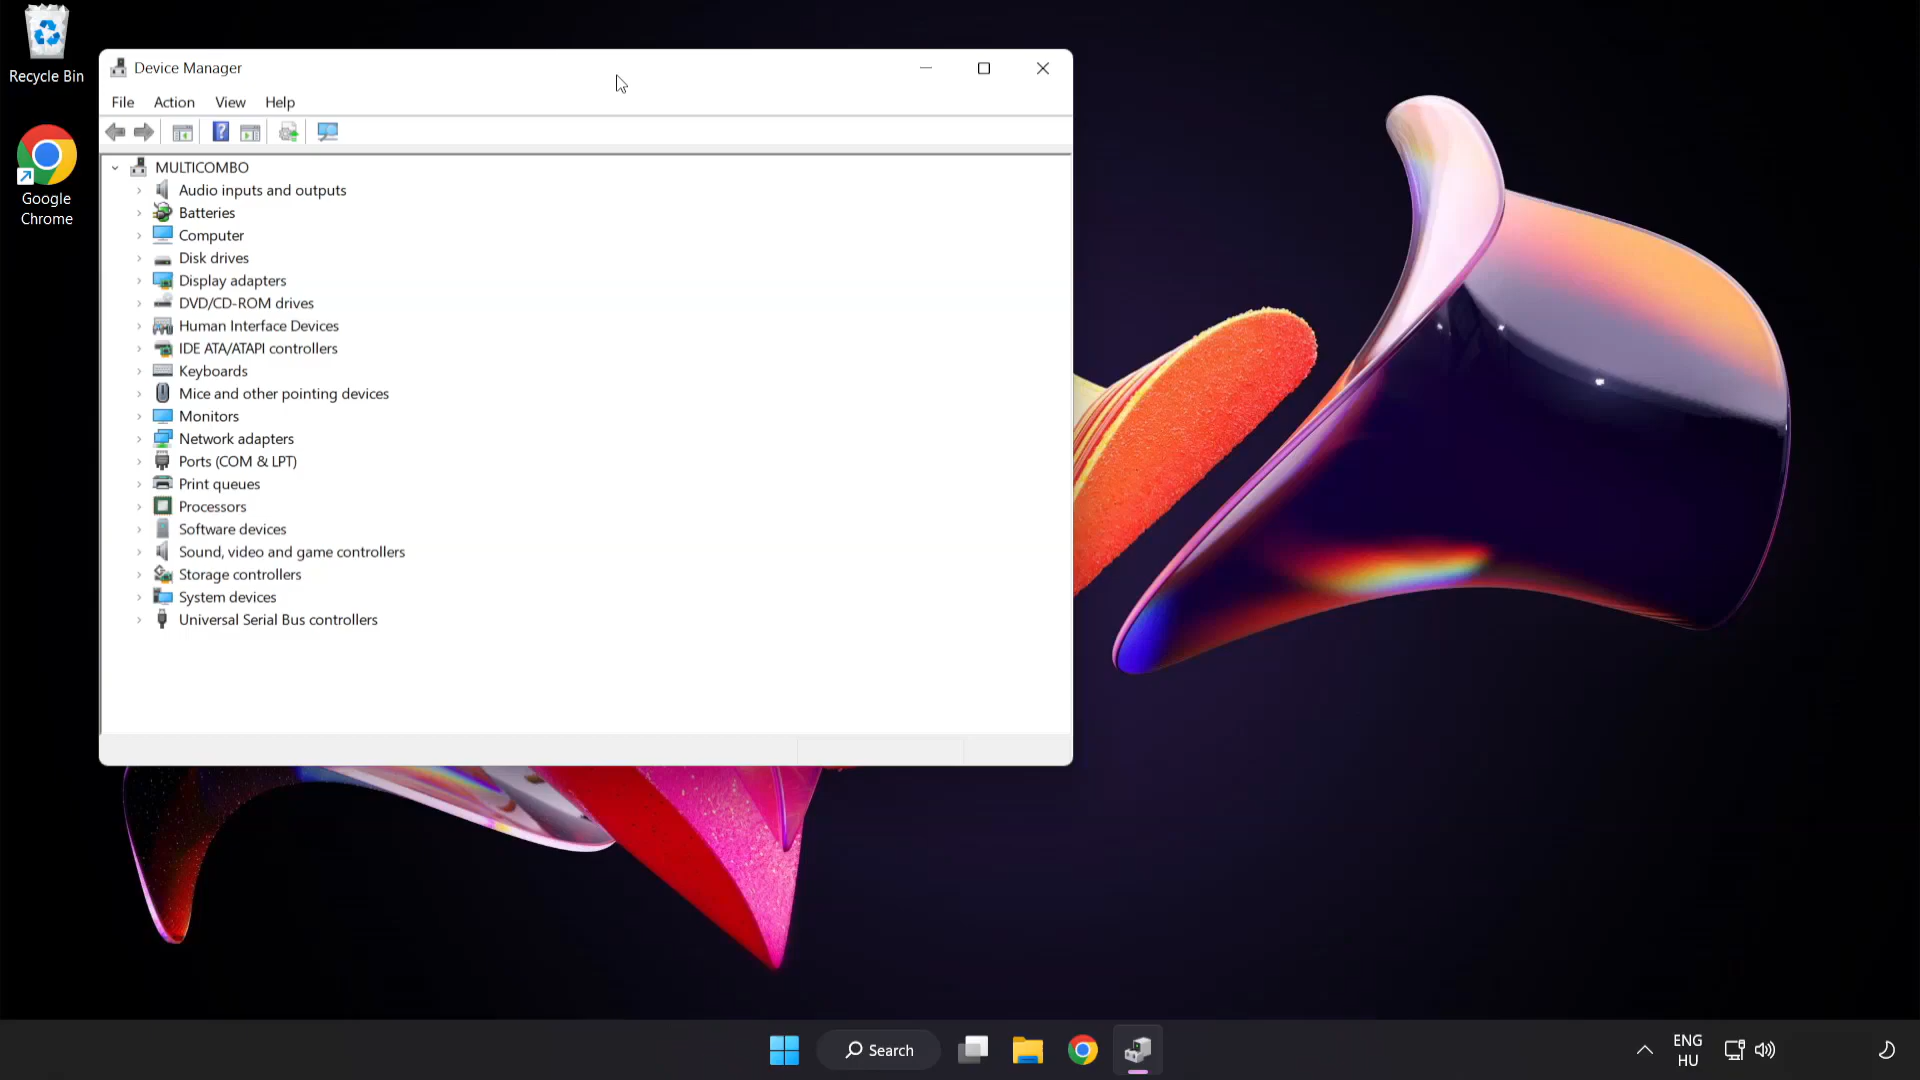 Recycle Bin
Google
Chrome
Device Manager
File Action View Help
MULTICOMBO
Audio inputs and outputs
Batteries
Computer
Disk drives
Display adapters
DVD/CD-ROM drives
Human Interface Devices
IDE ATA/ATAPI controllers
Keyboards
Mice and other pointing devices
Monitors
Network adapters
Ports (COM & LPT)
Print queues
Processors
Software devices
Sound, video and game controllers
Storage controllers
System devices
Universal Serial Bus controllers
Search
ENG
HU